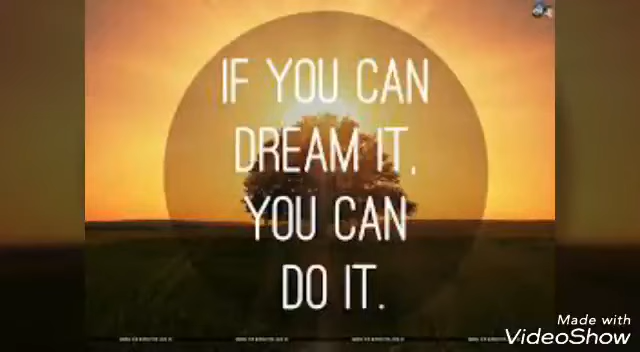 IF YOU CAN
DREAM IT,
YOU CAN
DO IT.
Made with
VideoShow